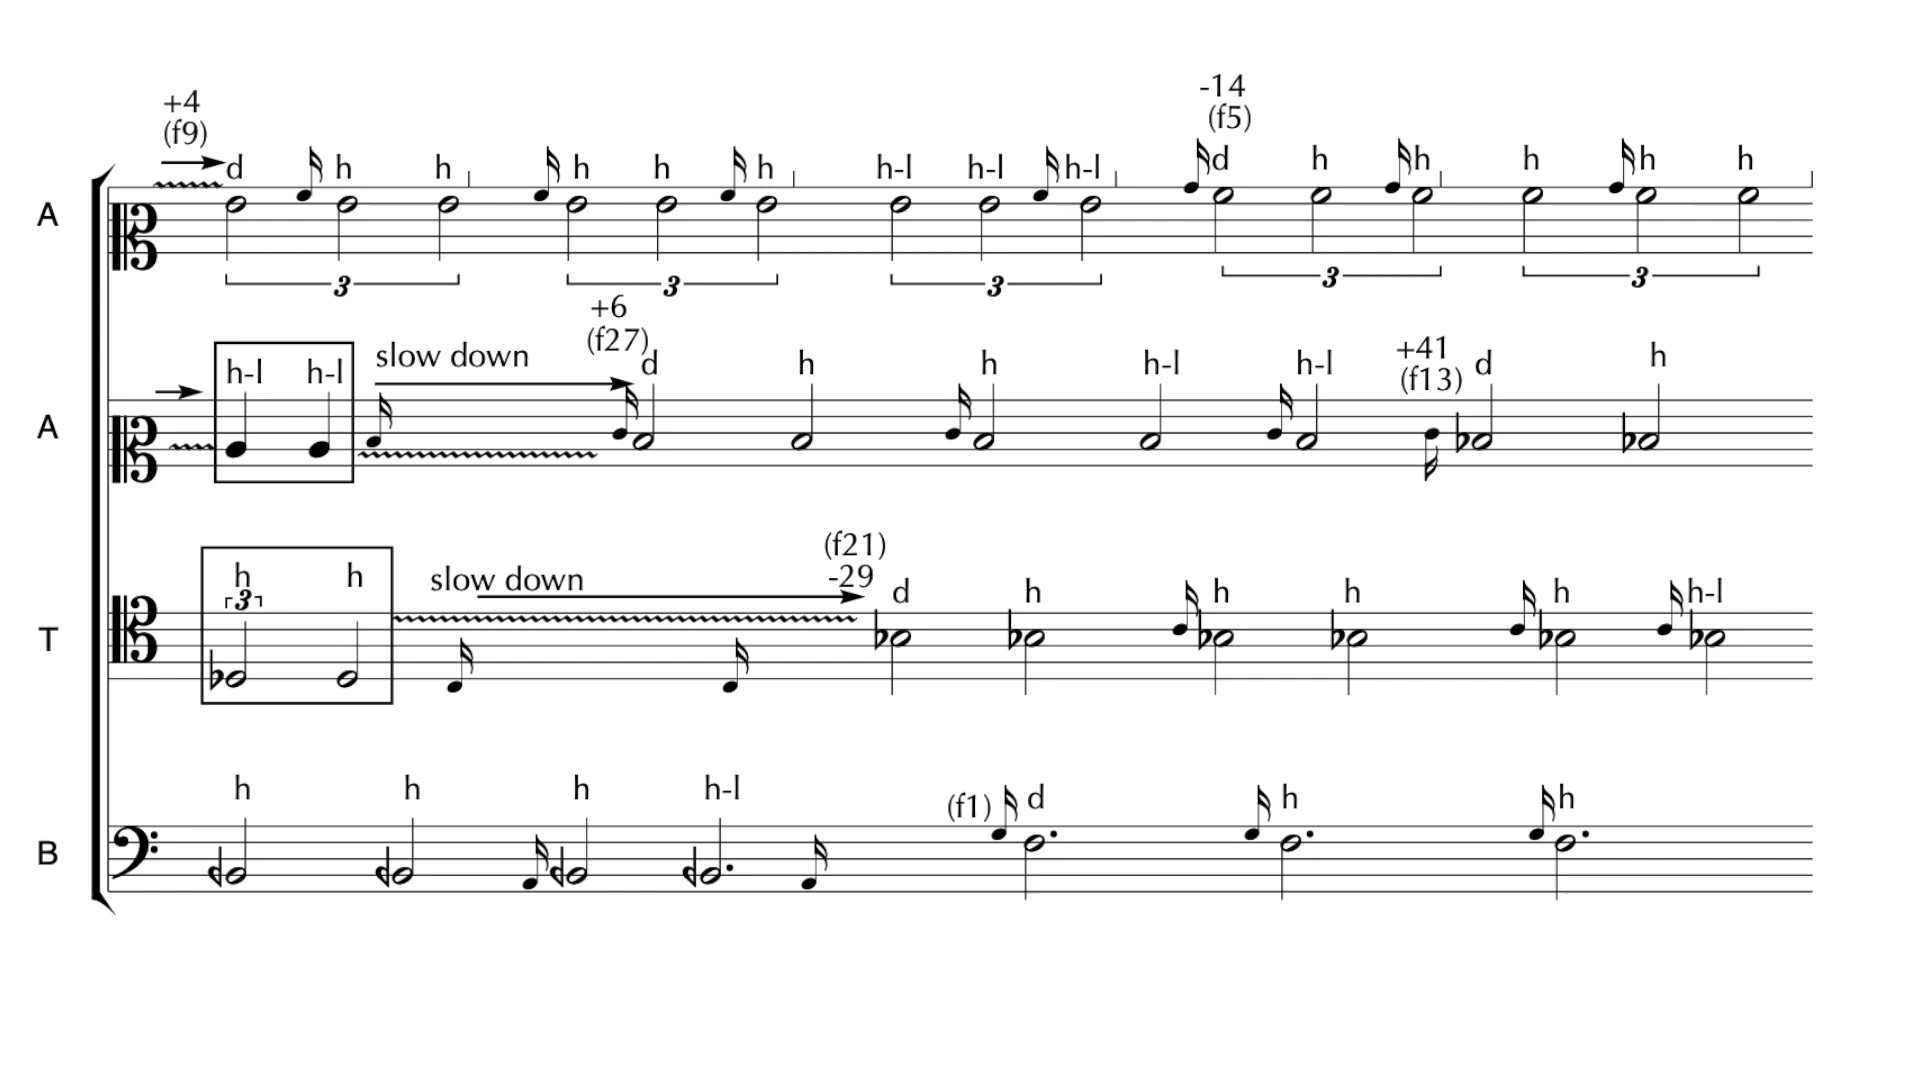 -14
+4 (f5)
(f9)
d h h h h h h-l h-l h-l d h h h h h
A
3 3 3 3 3
+6
(f27)
slow down d h h h-l h-l +41 d h
h-l h-l (f13)
A
(f21)
h h slow down -29 d h h h h h-l
3
T
h h h h-l (f1) d h h
B